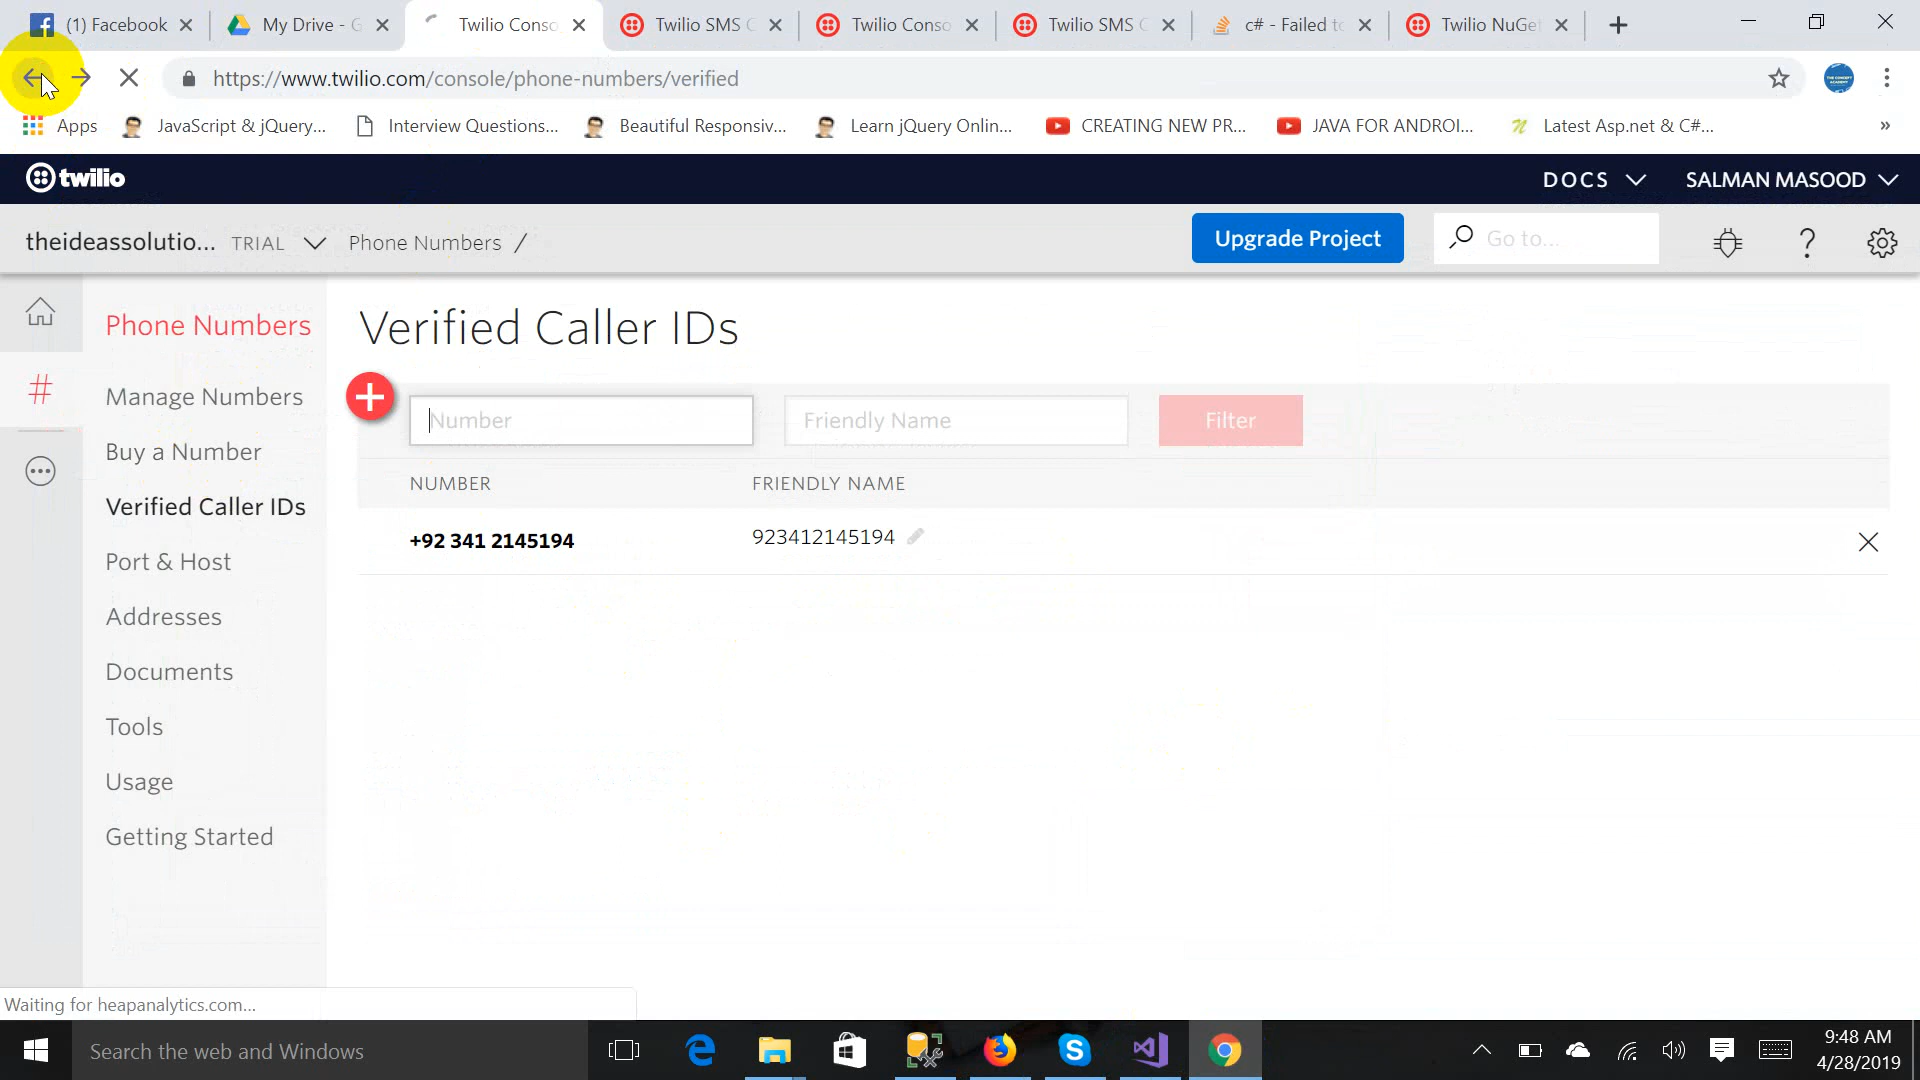 (1) Facebook
My Drive - G
Twilio Conso
Twilio SMS C
Twilio Conso
Twilio SMS C
c# - Failed to
Twilio NuGet
https://www.twilio.com/console/phone-numbers/verified
Apps
JavaScript & jQuery...
Interview Questions...
Beautiful Responsiv...
Learn jQuery Onlin...
CREATING NEW PR...
JAVA FOR ANDROI...
Latest Asp.net & C#...
»
twilio
DOCS
SALMAN MASOOD
theideassolutio...
TRIAL
Phone Numbers /
Upgrade Project
Go to...
Phone Numbers
Manage Numbers
Buy a Number
Verified Caller IDs
Port & Host
Addresses
Documents
Tools
Usage
Getting Started
Verified Caller IDs
Number
Friendly Name
Filter
NUMBER
FRIENDLY NAME
+92 341 2145194
923412145194
Waiting for heapanalytics.com...
Search the web and Windows
9:48 AM
4/28/2019